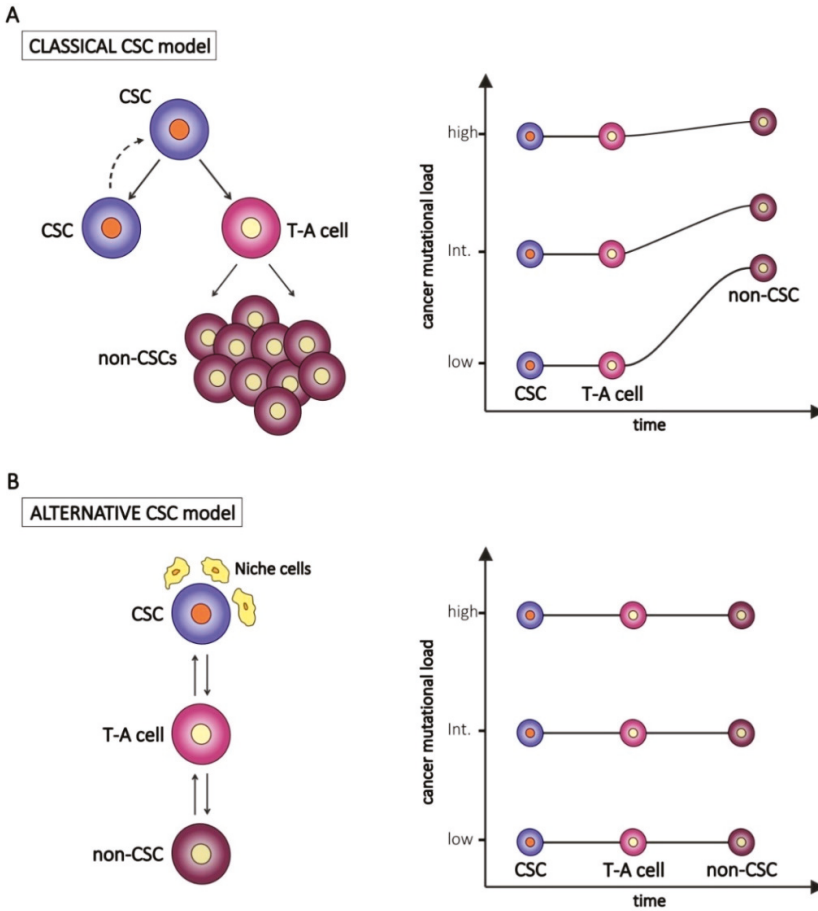 A
CLASSICAL CSC model
CSC
CSC
T-A cell
non-CSCs
cancer mutational load
high
Int.
low
non-CSC
CSC
T-A cell
time
B
ALTERNATIVE CSC model
Niche cells
CSC
T-A cell
non-CSC
cancer mutational load
high
Int.
low
CSC
T-A cell
non-CSC
time